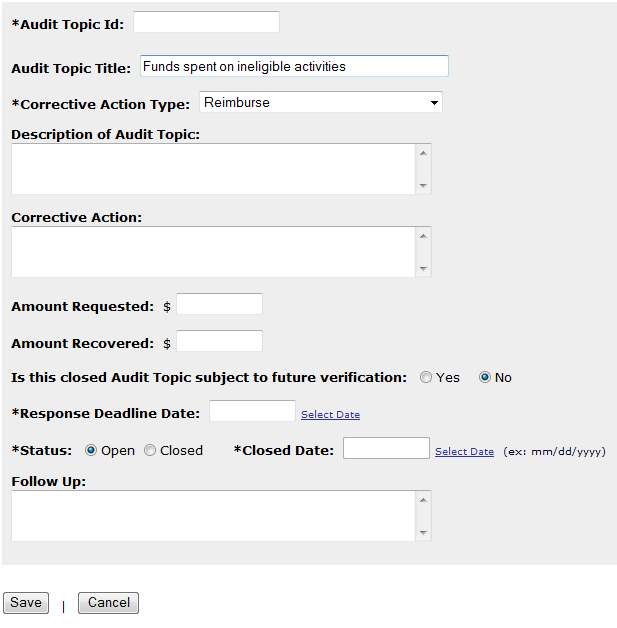 *Audit Topic Id:
Audit Topic Title: Funds spent on ineligible activities
*Corrective Action Type: Reimburse
Description of Audit Topic:
Corrective Action:
Amount Requested: $
Amount Recovered: $
Is this closed Audit Topic subject to future verification: Yes No
*Response Deadline Date: Select Date
*Status: Open Closed *Closed Date: Select Date (ex: mm/dd/yyyy)
Follow Up:
Save | Cancel